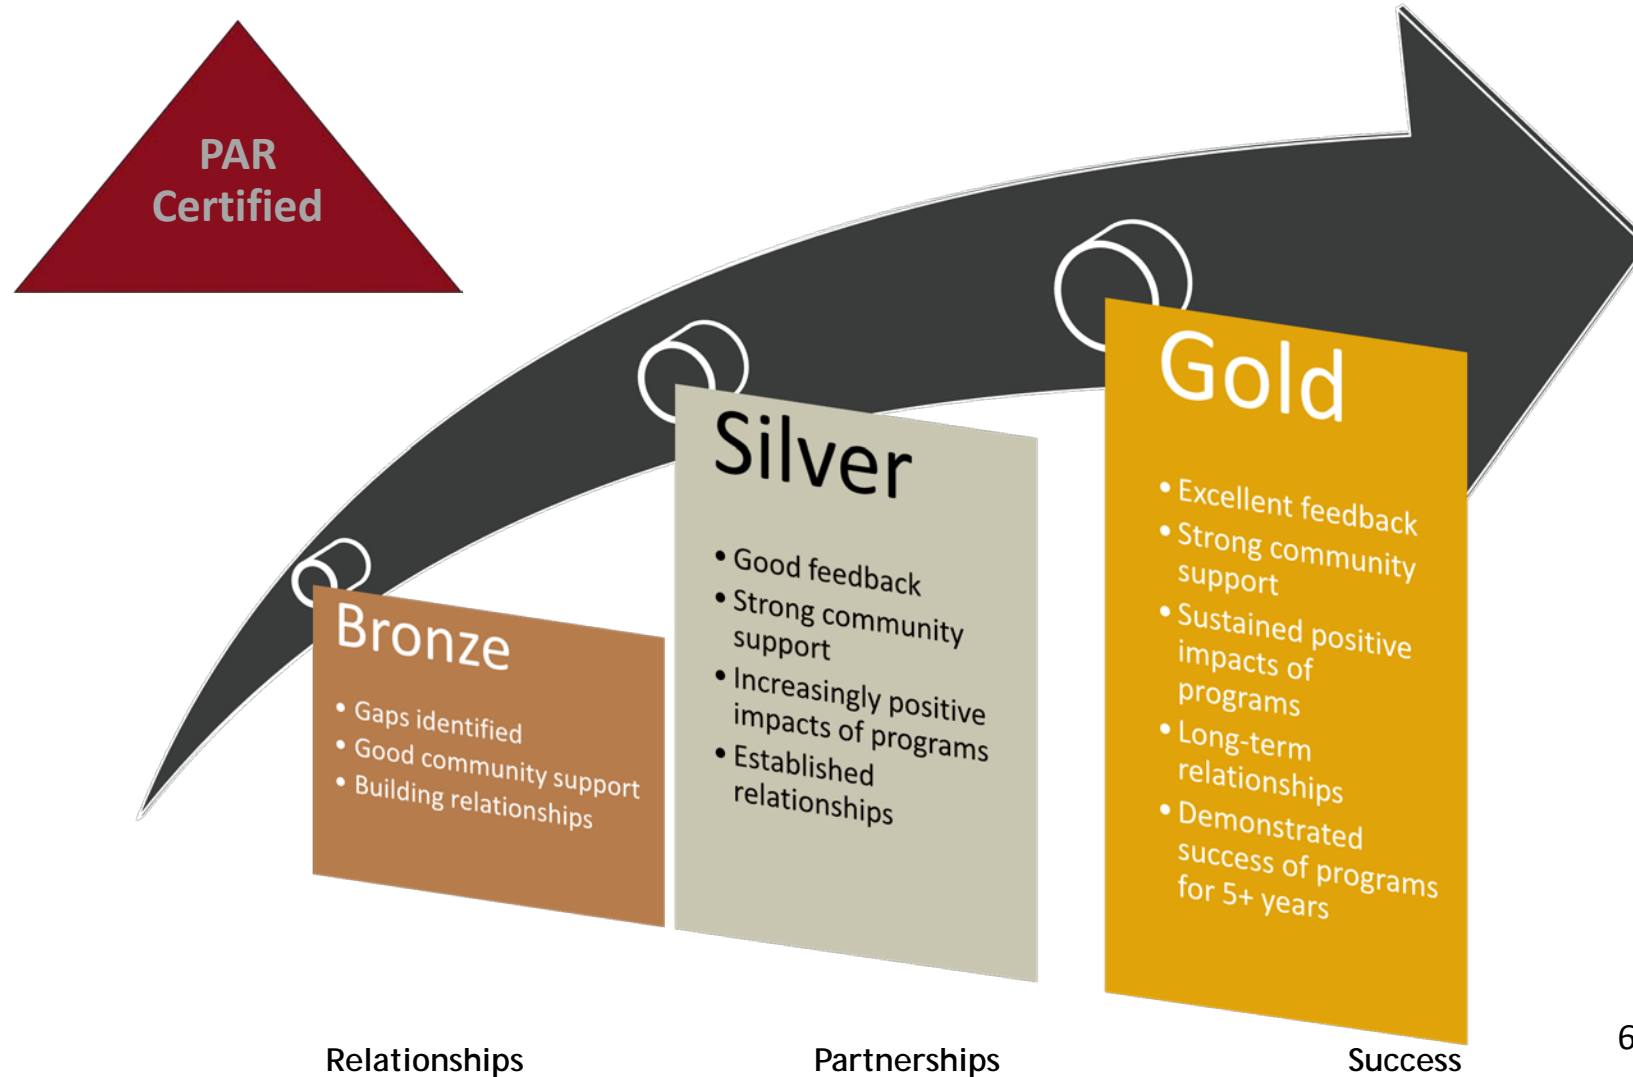 PAR
Certified
Bronze
• Gaps identified
• Good community support
• Building relationships
Silver
• Good feedback
• Strong community
support
• Increasingly positive
impacts of programs
• Established
relationships
Gold
• Excellent feedback
• Strong community
support
• Sustained positive
impacts of
programs
• Long-term
relationships
• Demonstrated
success of programs
for 5+ years
Relationships
Partnerships
Success
6